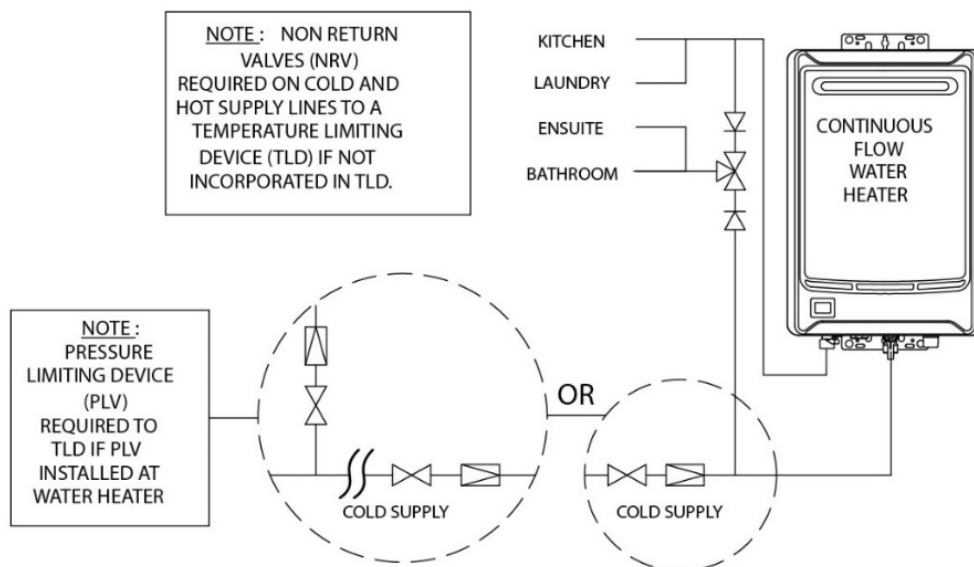 NOTE : NON RETURN
VALVES (NRV)
REQUIRED ON COLD AND
HOT SUPPLY LINES TO A
TEMPERATURE LIMITING
DEVICE (TLD) IF NOT
INCORPORATED IN TLD.
KITCHEN
LAUNDRY
ENSUITE
BATHROOM
CONTINUOUS
FLOW
WATER
HEATER
NOTE :
PRESSURE
LIMITING DEVICE
(PLV)
REQUIRED TO
TLD IF PLV
INSTALLED AT
WATER HEATER
OR
COLD SUPPLY
COLD SUPPLY